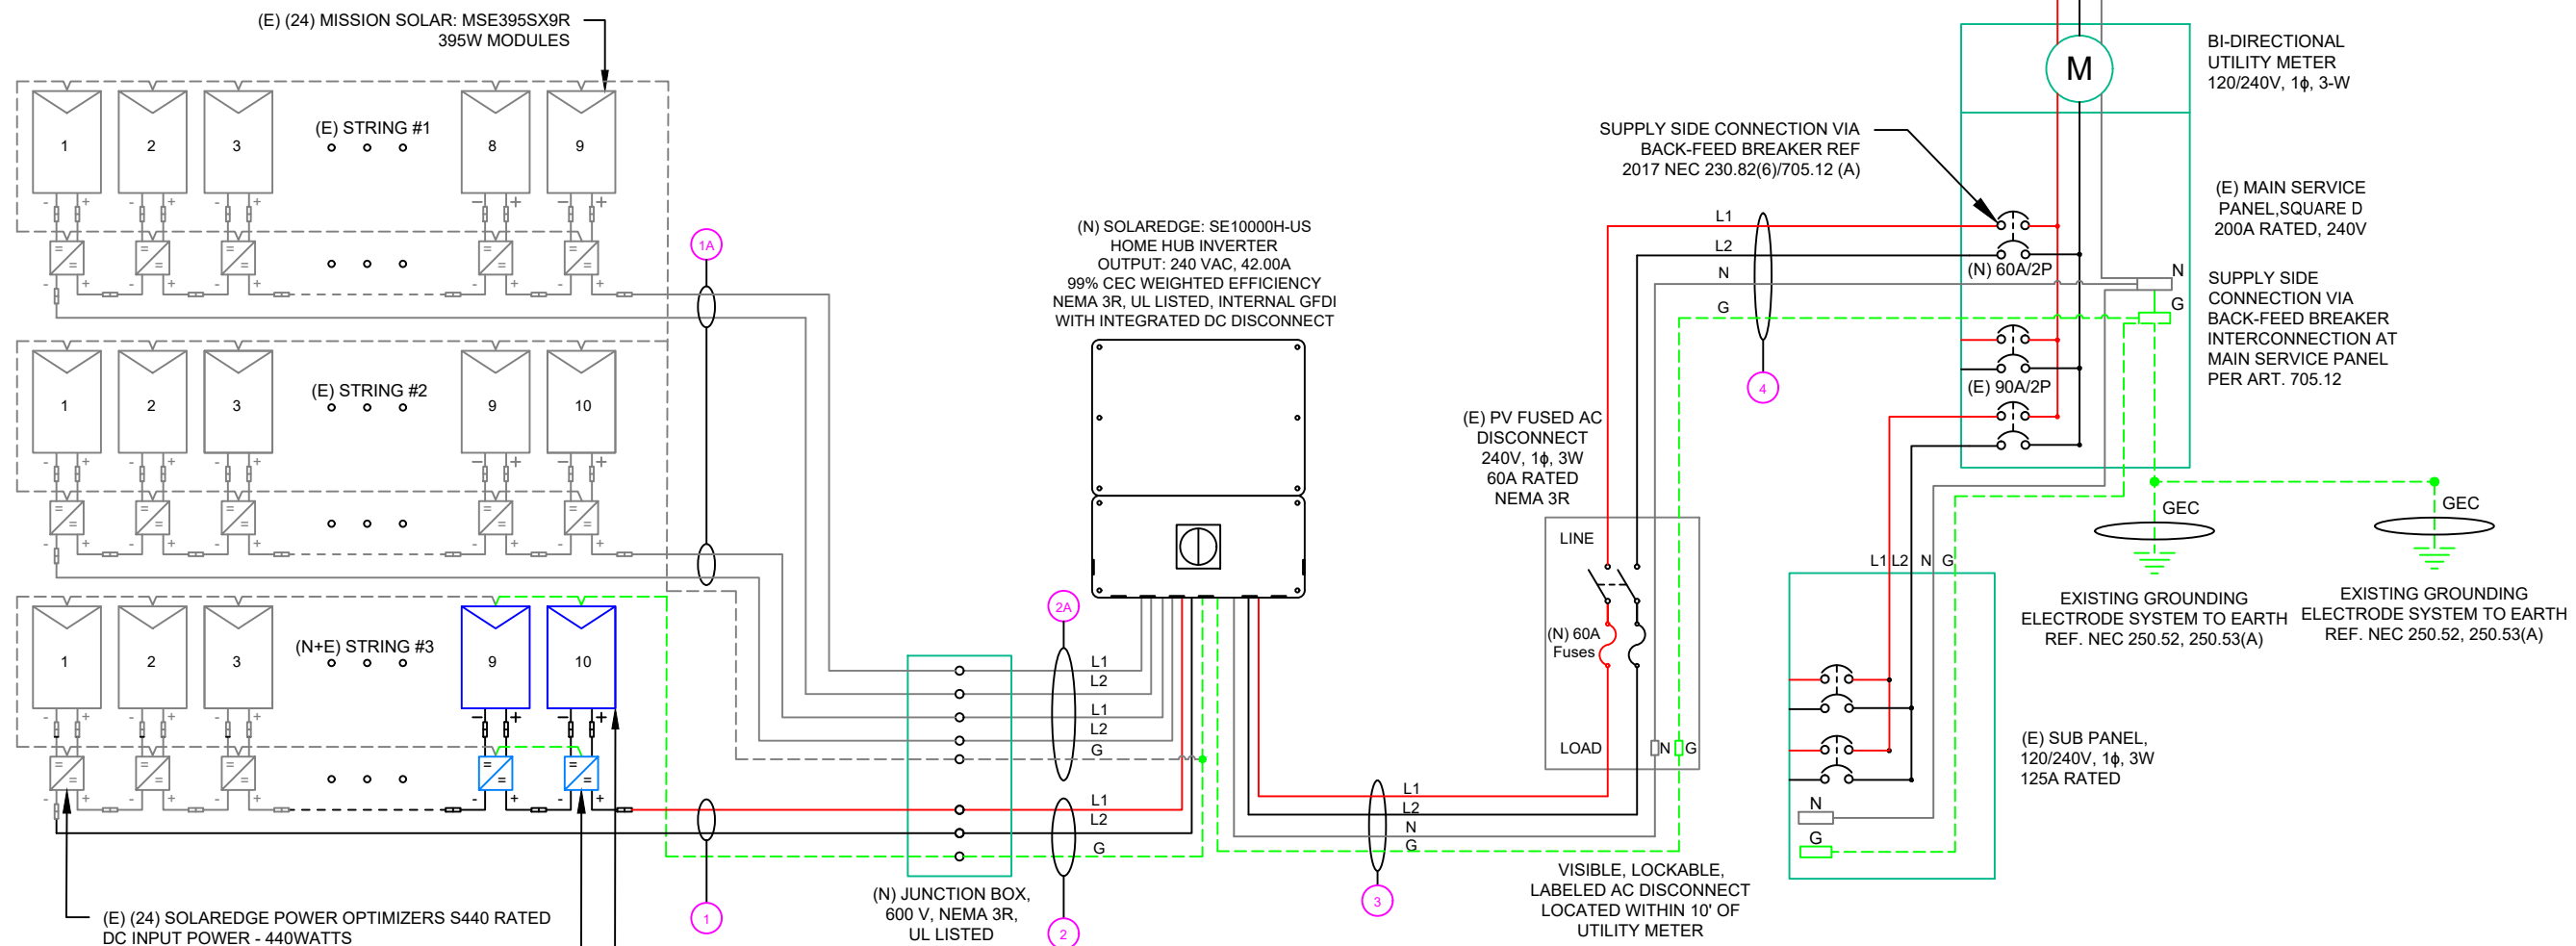 (E) (24) MISSION SOLAR: MSE395SX9R
395W MODULES
(E) STRING #1
1
2
3
8
9
- + - + - + - + - +
- + - + - + - + - +
1A
(E) STRING #2
1
2
3
9
10
- + - + - + - + - +
- + - + - + - + - +
(N+E) STRING #3
1
2
3
9
10
- + - + - + - + - +
- + - + - + - + - +
(E) (24) SOLAREDGE POWER OPTIMIZERS S440 RATED
DC INPUT POWER - 440WATTS
1
(N) JUNCTION BOX,
600 V, NEMA 3R,
UL LISTED
2A
L1
L2
L1
L2
G
L1
L2
G
2
(N) SOLAREDGE: SE10000H-US
HOME HUB INVERTER
OUTPUT: 240 VAC, 42.00A
99% CEC WEIGHTED EFFICIENCY
NEMA 3R, UL LISTED, INTERNAL GFDI
WITH INTEGRATED DC DISCONNECT
L1
L2
N
G
3
(E) PV FUSED AC
DISCONNECT
240V, 1ϕ, 3W
60A RATED
NEMA 3R
LINE
(N) 60A
Fuses
LOAD
N
G
VISIBLE, LOCKABLE,
LABELED AC DISCONNECT
LOCATED WITHIN 10' OF
UTILITY METER
SUPPLY SIDE CONNECTION VIA
BACK-FEED BREAKER REF
2017 NEC 230.82(6)/705.12 (A)
L1
L2
N
G
4
M
BI-DIRECTIONAL
UTILITY METER
120/240V, 1ϕ, 3-W
(E) MAIN SERVICE
PANEL,SQUARE D
200A RATED, 240V
(N) 60A/2P
N
G
SUPPLY SIDE
CONNECTION VIA
BACK-FEED BREAKER
INTERCONNECTION AT
MAIN SERVICE PANEL
PER ART. 705.12
(E) 90A/2P
GEC
GEC
EXISTING GROUNDING
ELECTRODE SYSTEM TO EARTH
REF. NEC 250.52, 250.53(A)
EXISTING GROUNDING
ELECTRODE SYSTEM TO EARTH
REF. NEC 250.52, 250.53(A)
L1 L2 N G
(E) SUB PANEL,
120/240V, 1ϕ, 3W
125A RATED
N
G